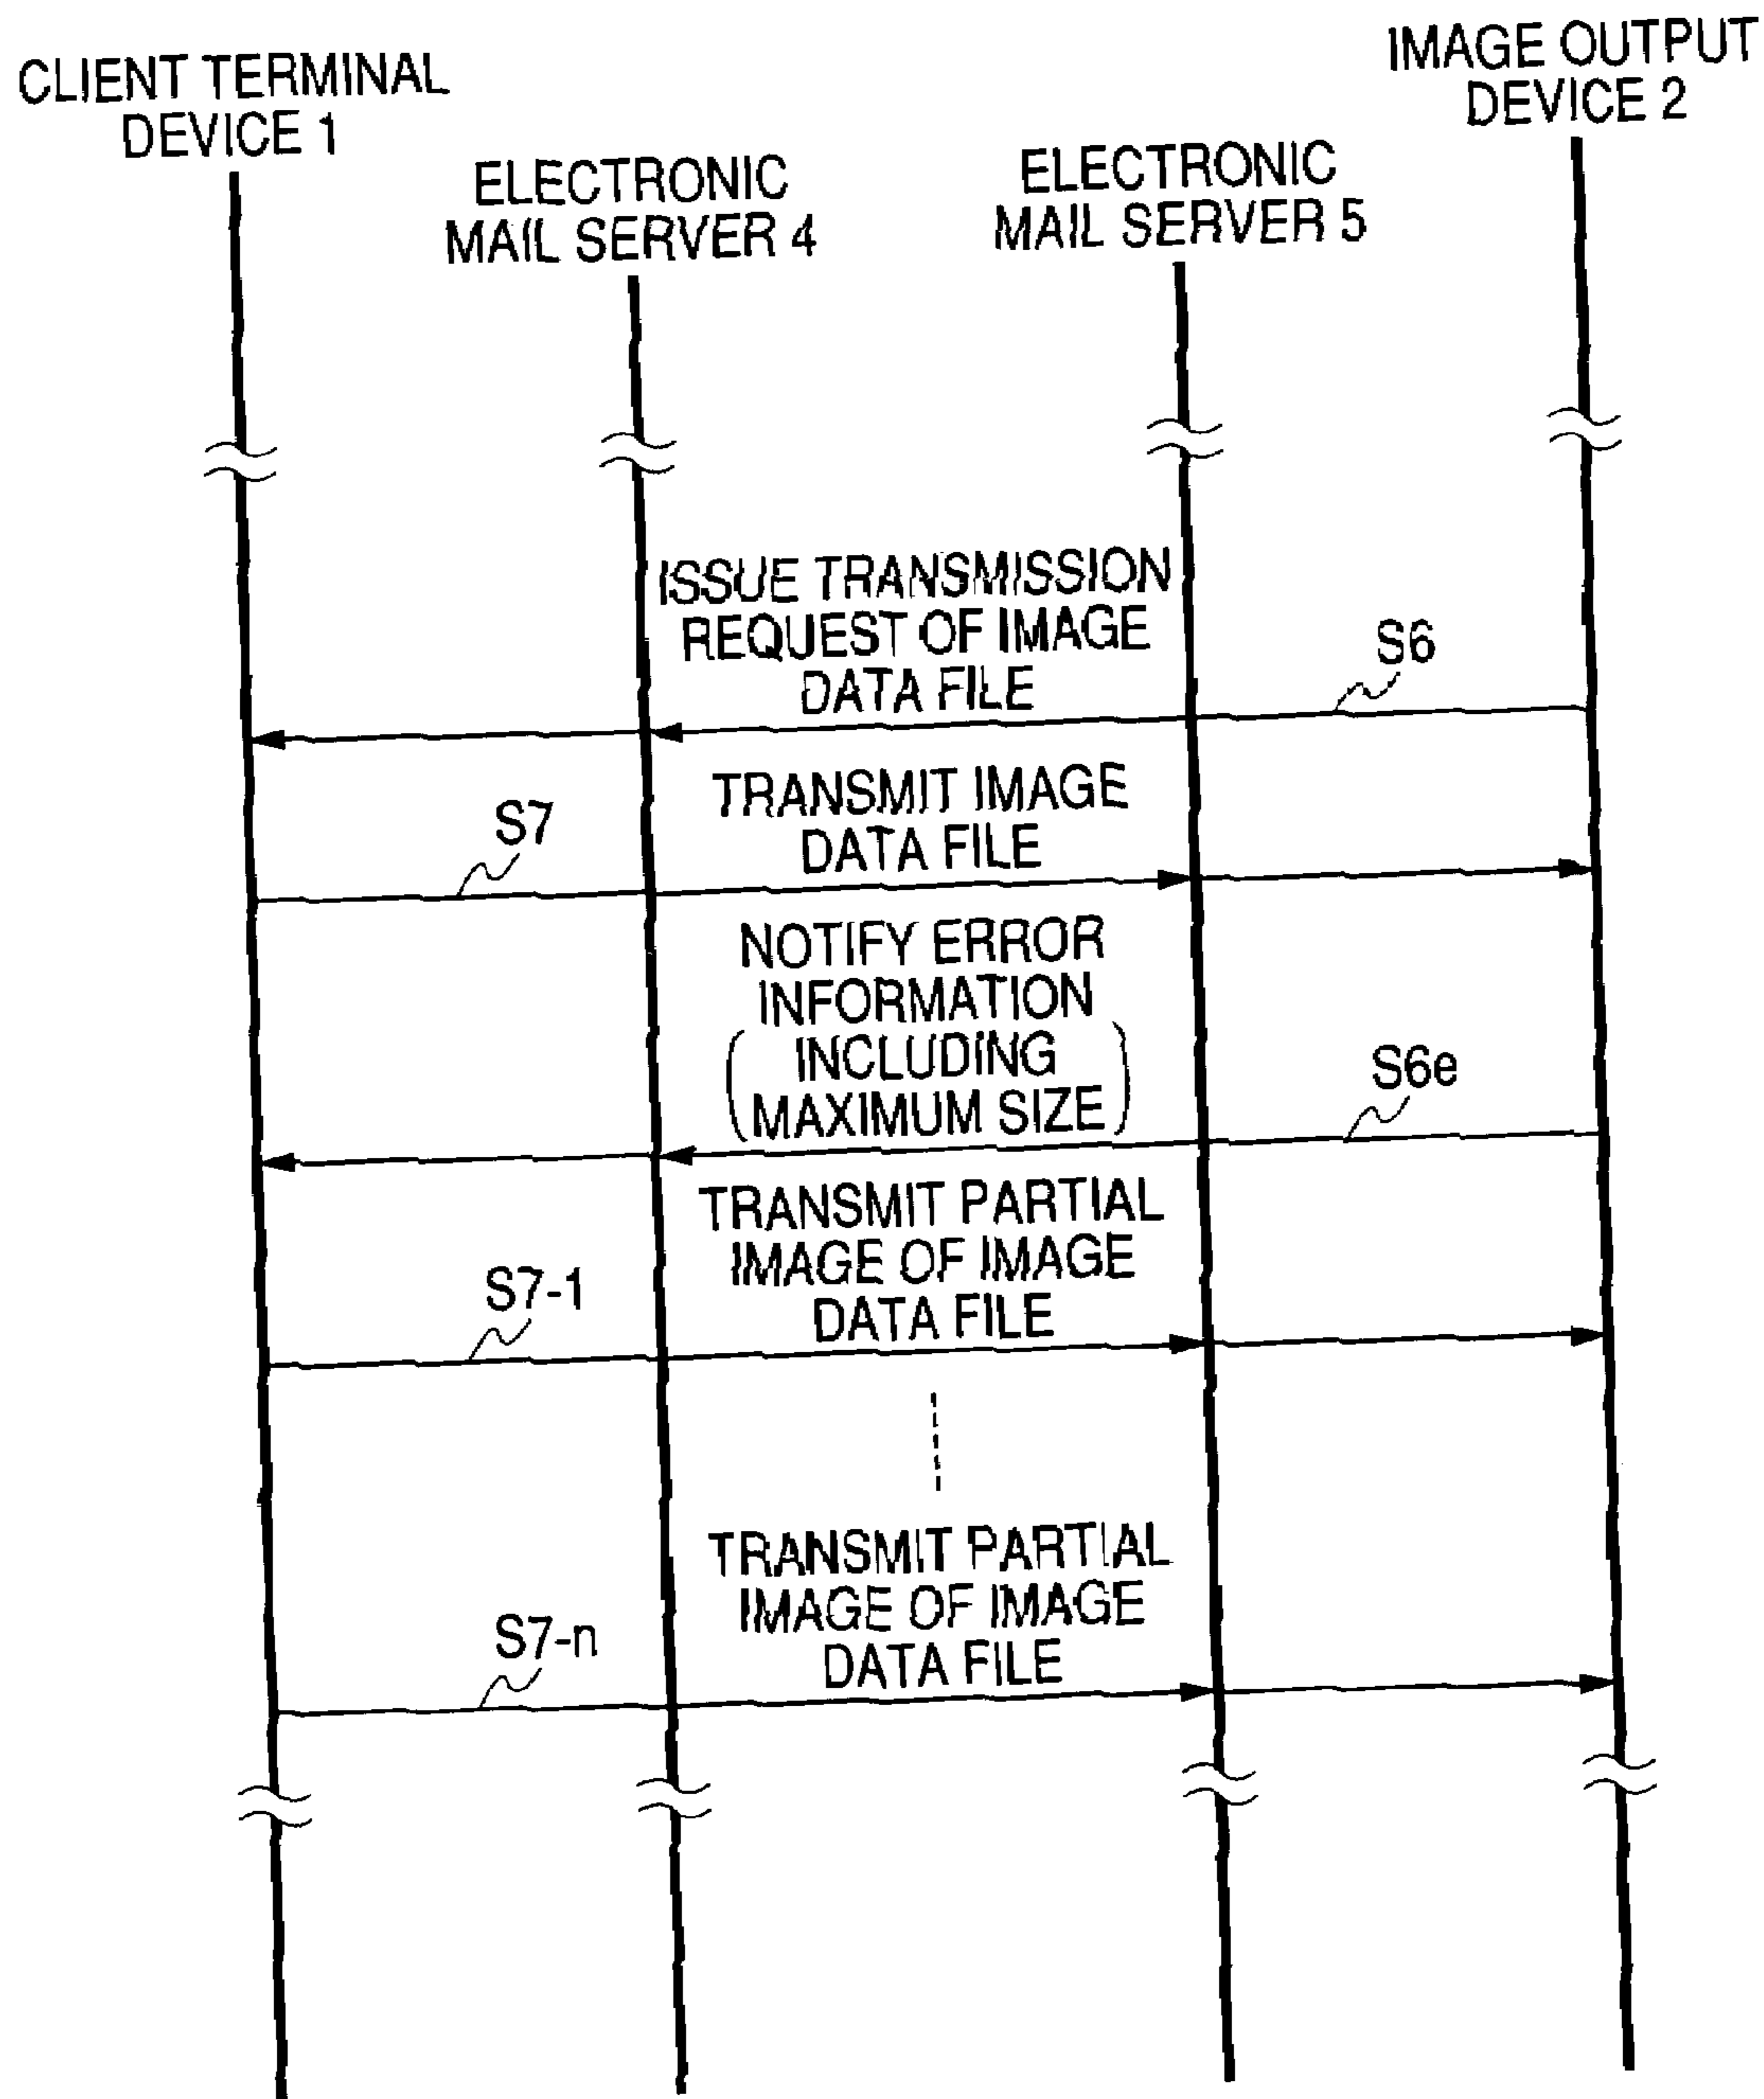 CLIENT TERMINAL
DEVICE 1
ELECTRONIC
MAIL SERVER 4
ELECTRONIC
MAIL SERVER 5
IMAGE OUTPUT
DEVICE 2
ISSUE TRANSMISSION
REQUEST OF IMAGE
DATA FILE
S6
TRANSMIT IMAGE
DATA FILE
S7
NOTIFY ERROR
INFORMATION
(INCLUDING
MAXIMUM SIZE)
S6e
TRANSMIT PARTIAL
IMAGE OF IMAGE
DATA FILE
S7-1
TRANSMIT PARTIAL
IMAGE OF IMAGE
DATA FILE
S7-n